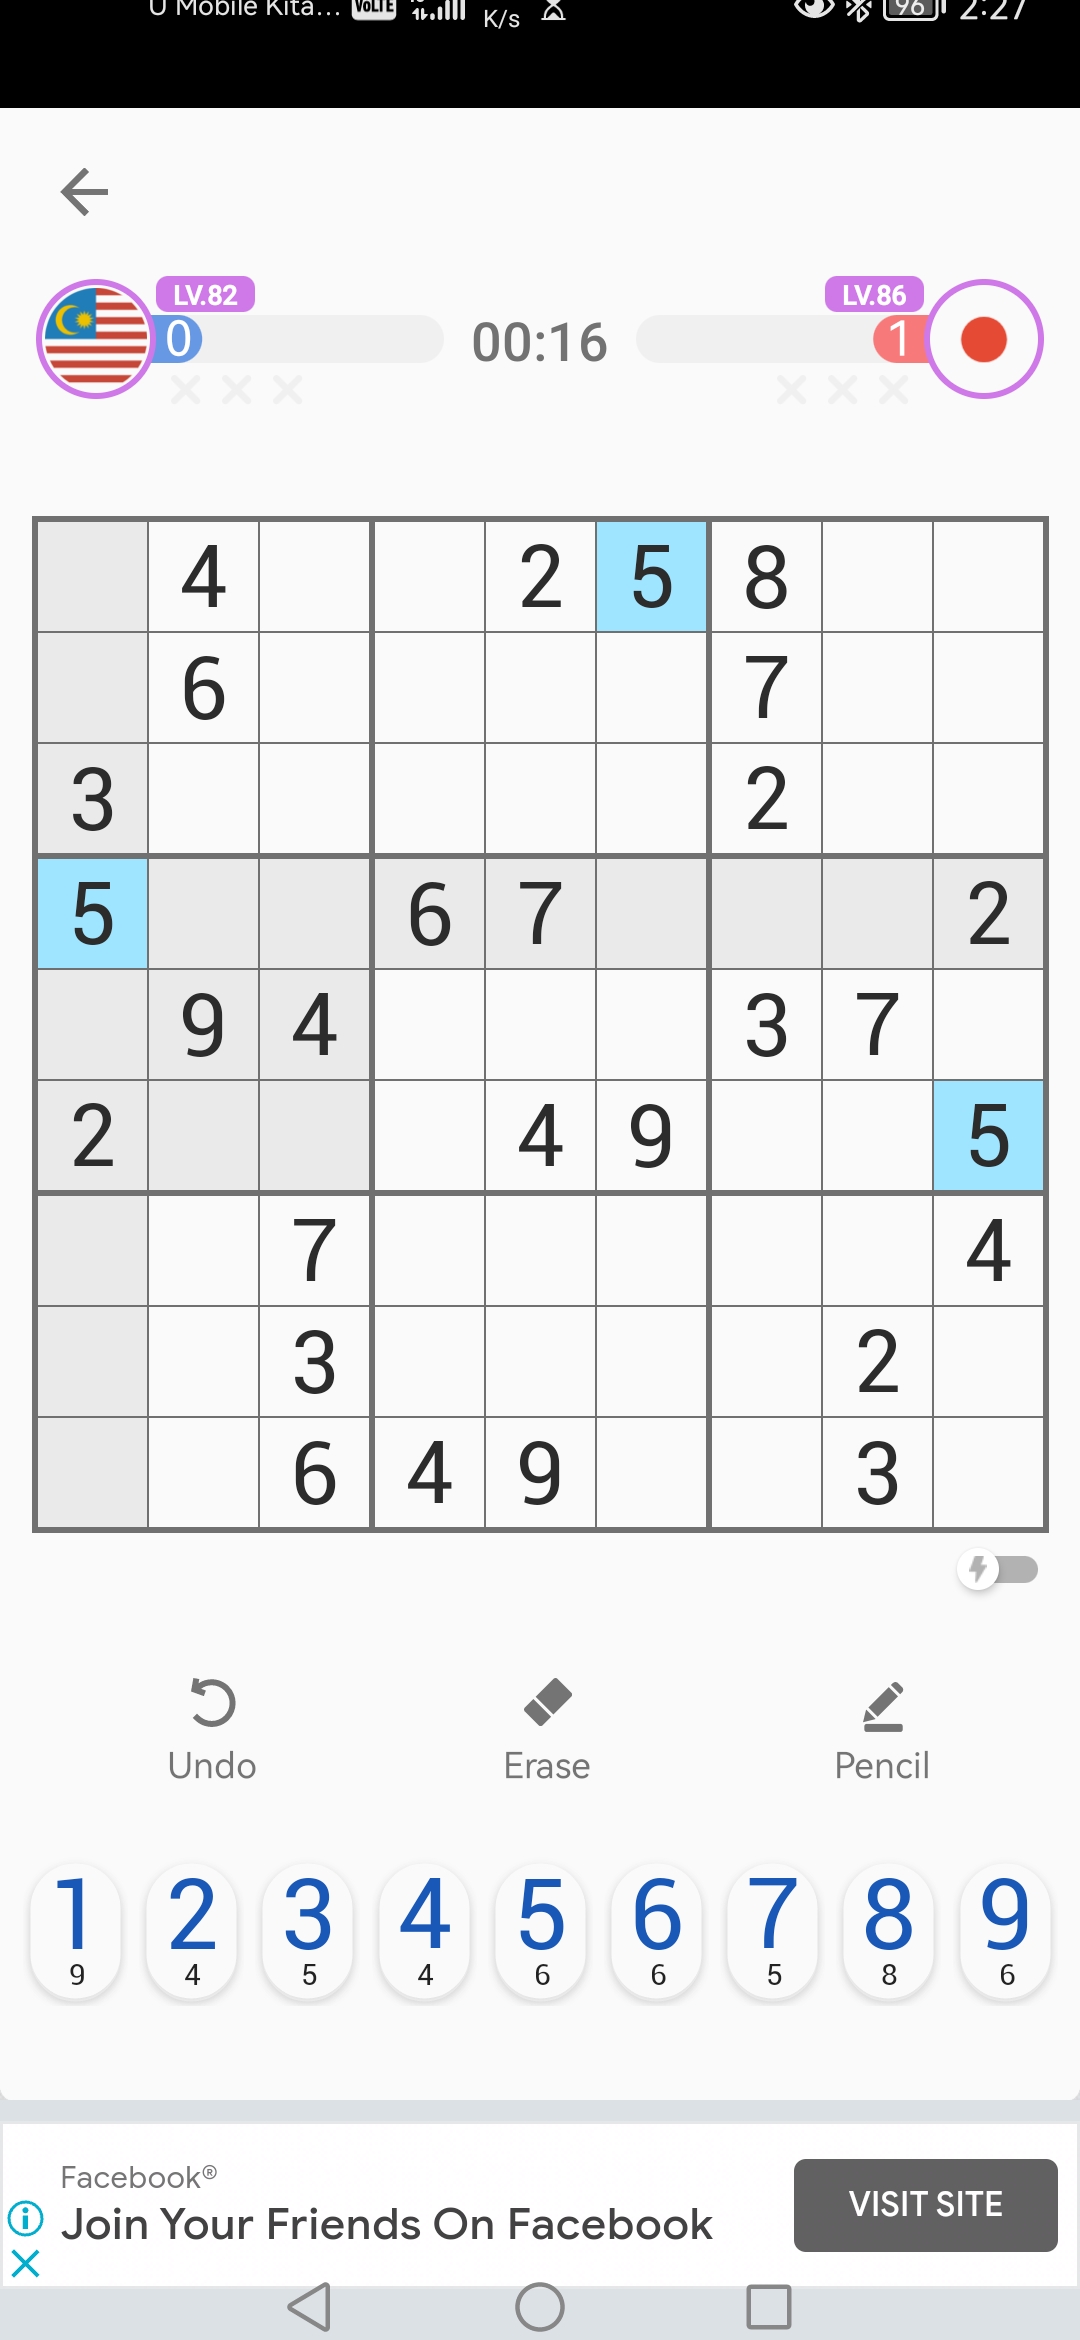 U Mobile Kita... VoLTE K/s 96 2:27
LV.82 LV.86
0 00:16 1
4 2 5 8
6 7
3 2
5 6 7 2
9 4 3 7
2 4 9 5
7 4
3 2
6 4 9 3
Undo Erase Pencil
1 2 3 4 5 6 7 8 9
9 4 5 4 6 6 5 8 6
Facebook®
Join Your Friends On Facebook
VISIT SITE